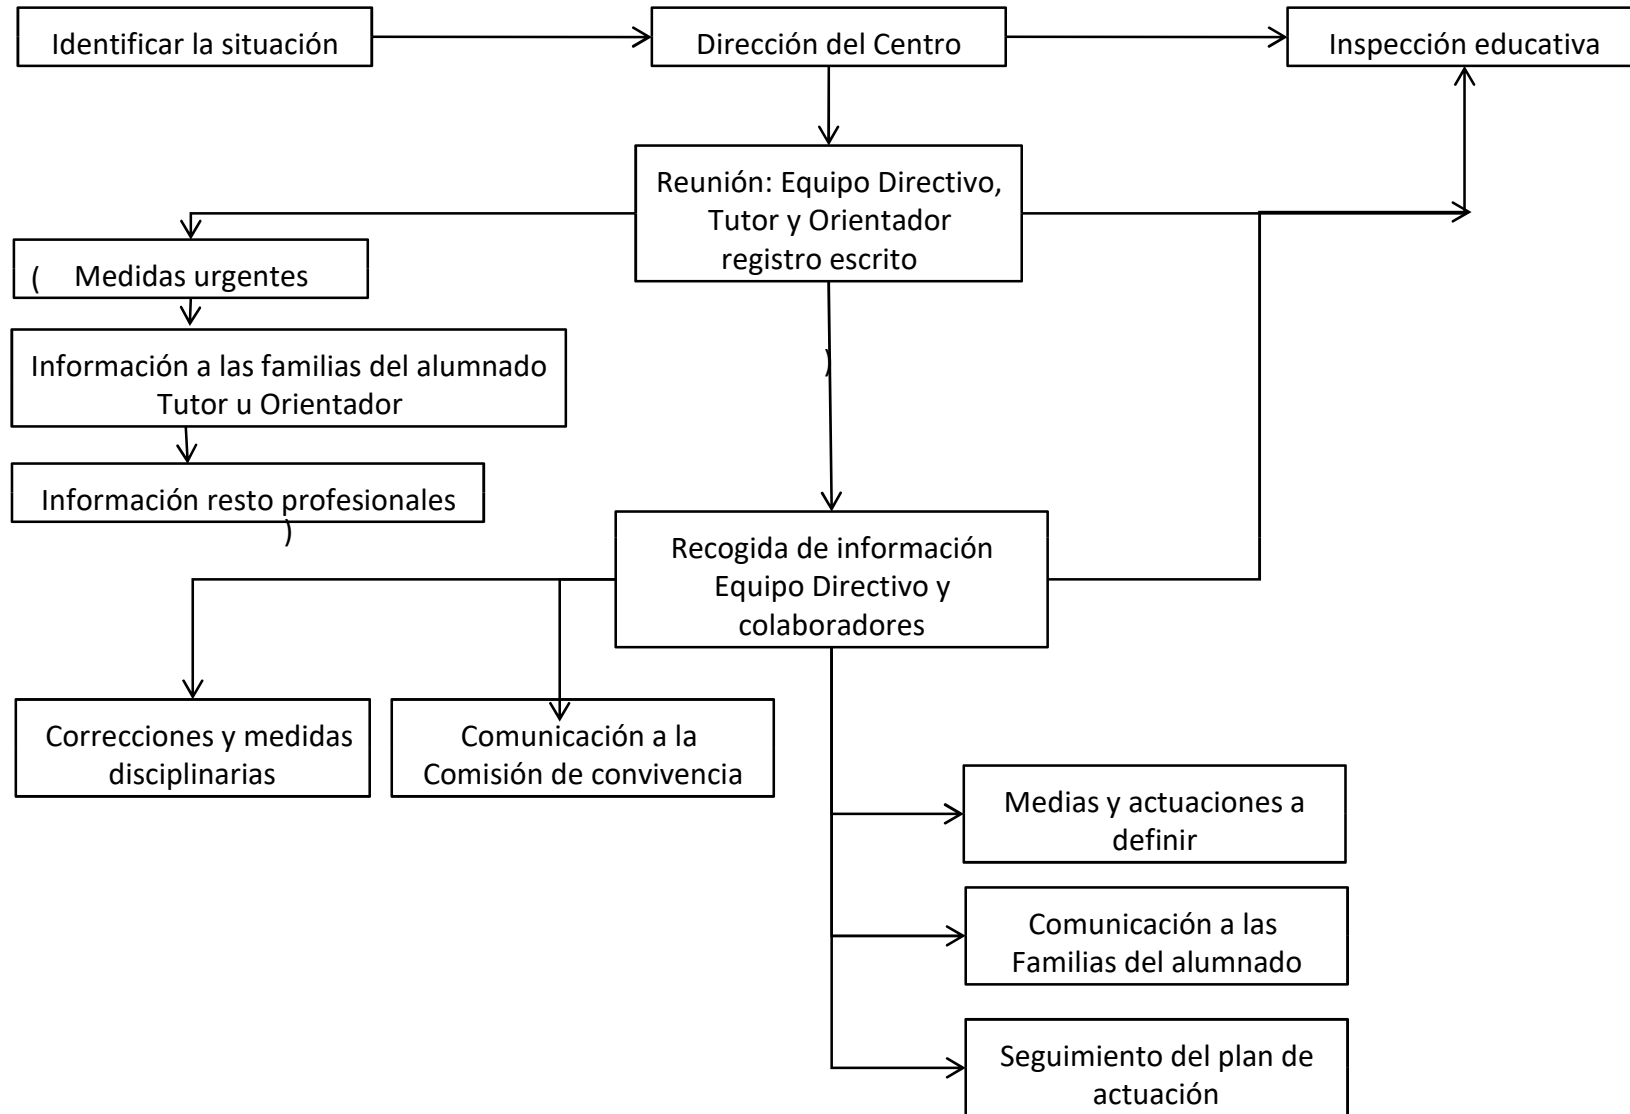 Identificar la situación
Dirección del Centro
Inspección educativa
Reunión: Equipo Directivo,
Tutor y Orientador
registro escrito
( Medidas urgentes
Información a las familias del alumnado
Tutor u Orientador
)
Información resto profesionales
)
Recogida de información
Equipo Directivo y
colaboradores
Correcciones y medidas
disciplinarias
Comunicación a la
Comisión de convivencia
Medias y actuaciones a
definir
Comunicación a las
Familias del alumnado
Seguimiento del plan de
actuación